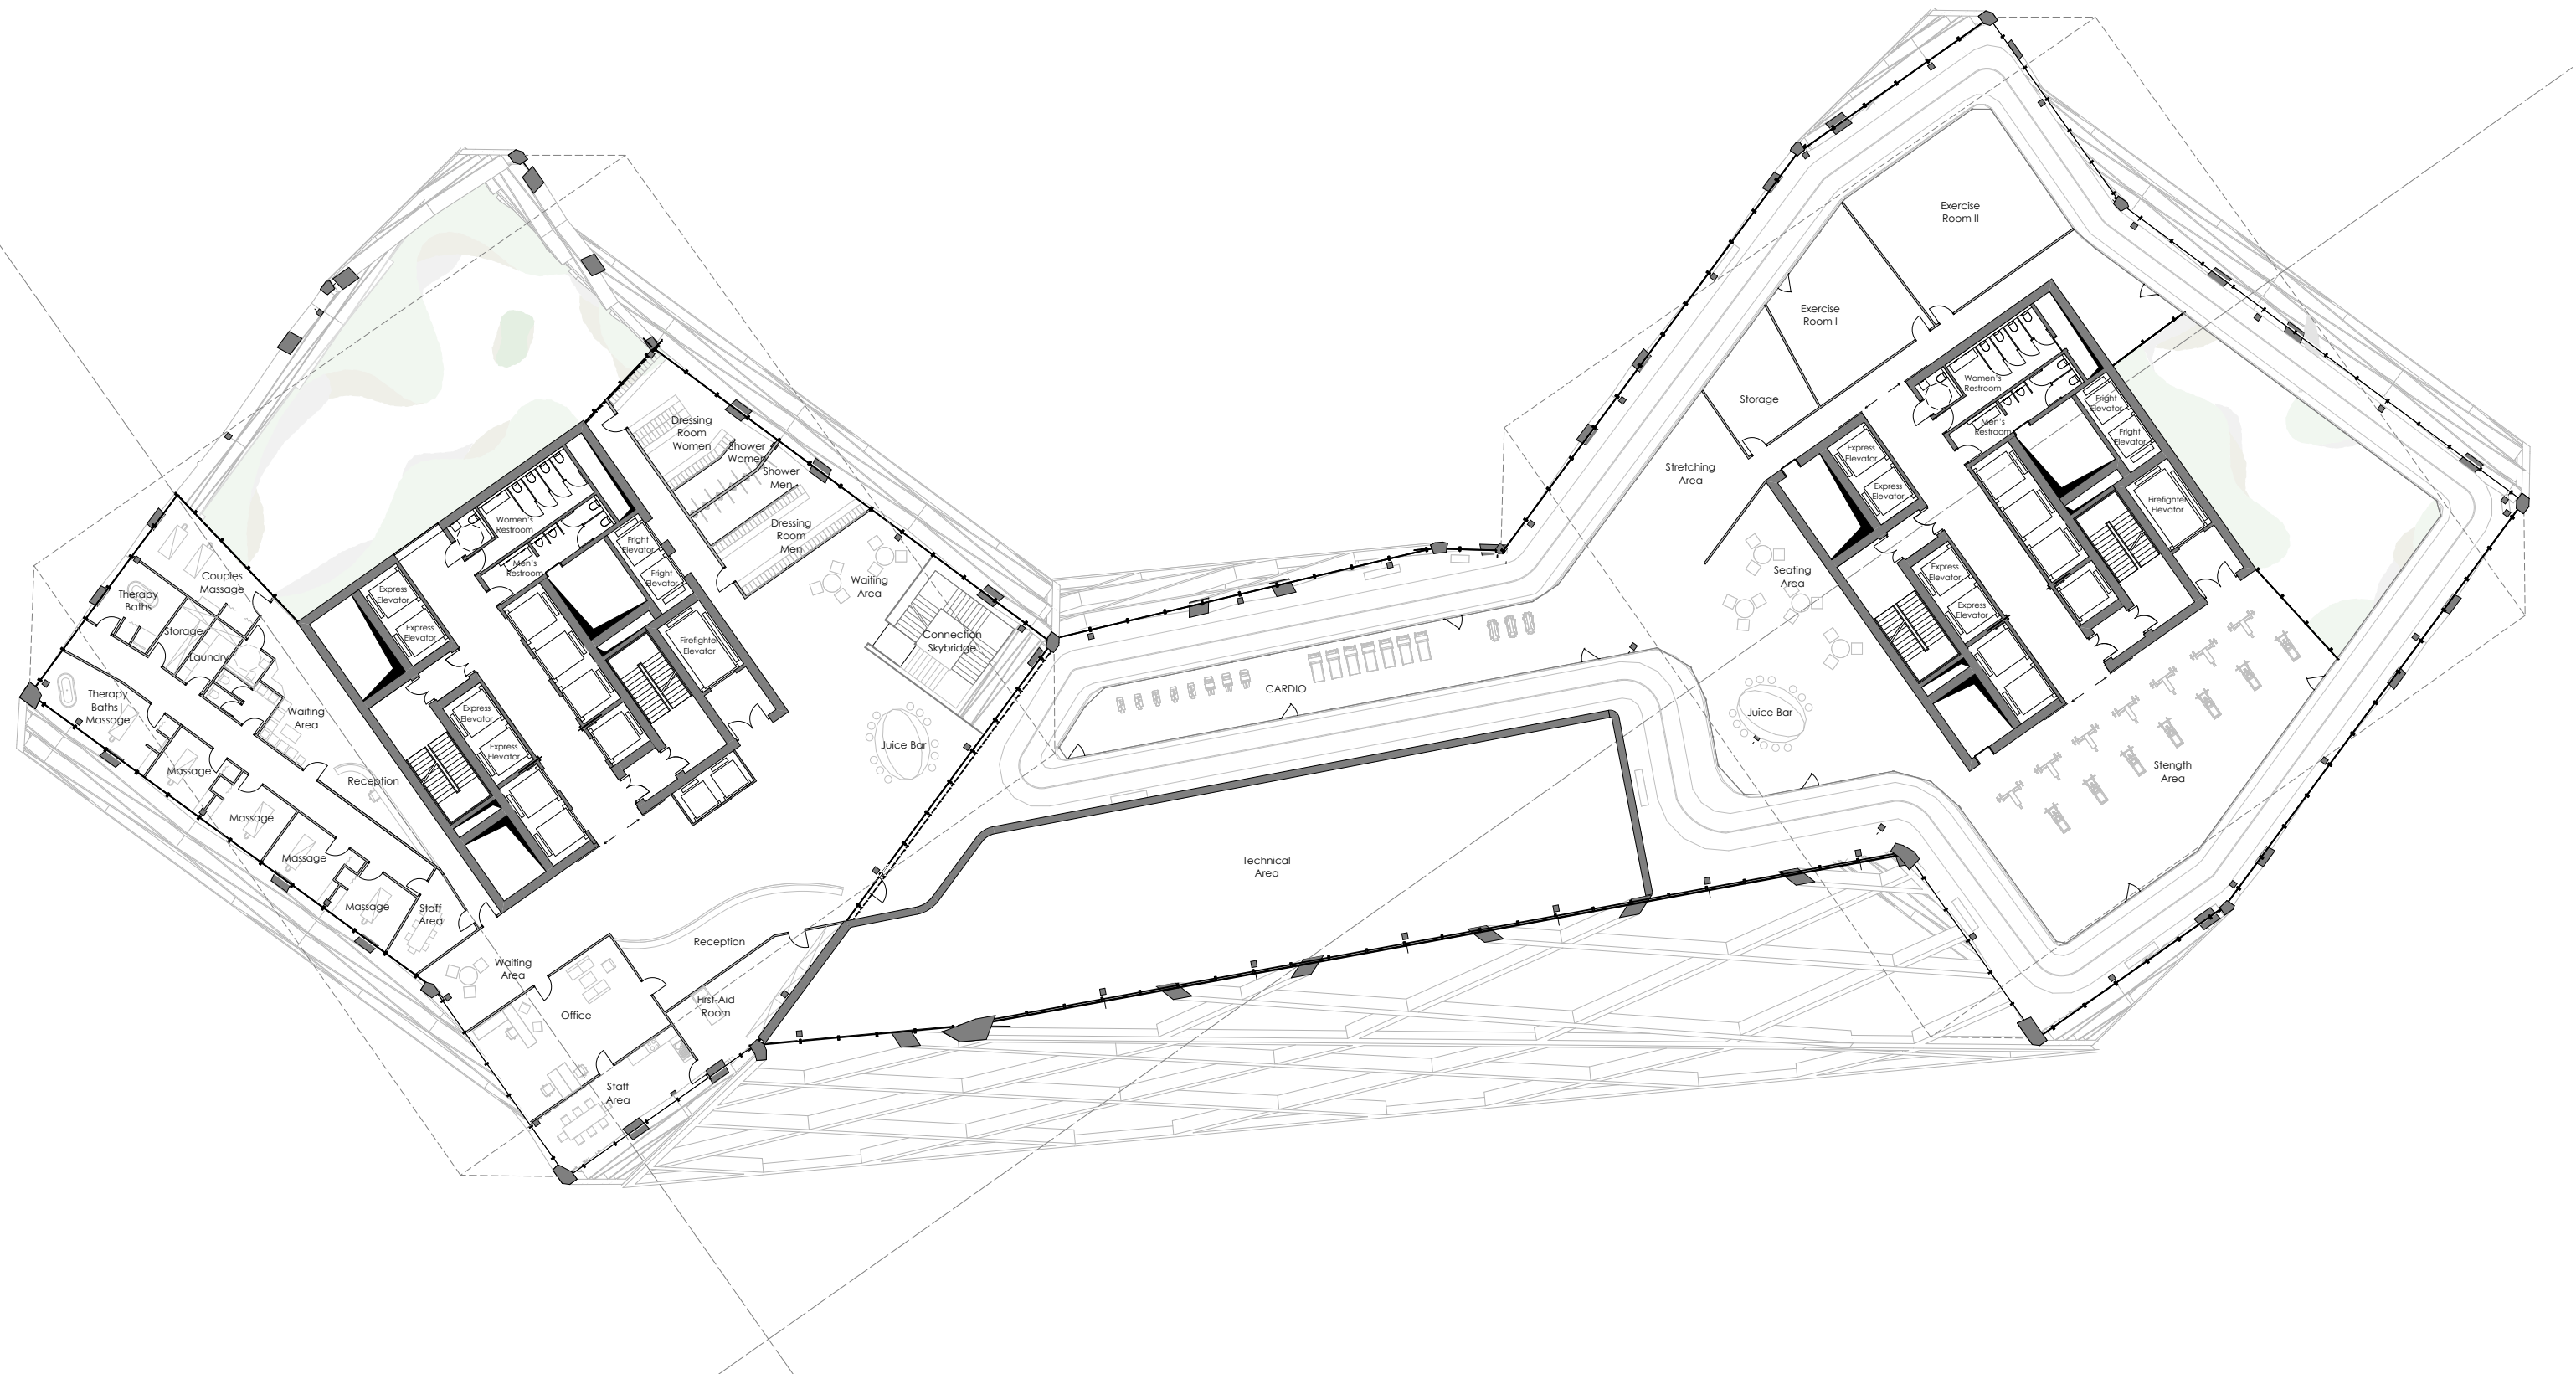 Exercise
Room II
Exercise
Room I
Storage
Stretching
Area
Women's
Restroom
Men's
Restroom
Fright
Elevator
Fright
Elevator
Firefighter
Elevator
Express
Elevator
Express
Elevator
Express
Elevator
Express
Elevator
Seating
Area
Juice Bar
Stength
Area
CARDIO
Technical
Area
Dressing
Room
Women
Shower
Women
Shower
Men
Dressing
Room
Men
Waiting
Area
Connection
Skybridge
Juice Bar
Women's
Restroom
Men's
Restroom
Fright
Elevator
Fright
Elevator
Firefighter
Elevator
Express
Elevator
Express
Elevator
Express
Elevator
Express
Elevator
Couples
Massage
Therapy
Baths
Storage
Laundry
Therapy
Baths|
Massage
Waiting
Area
Reception
Massage
Massage
Massage
Massage
Staff
Area
Waiting
Area
Reception
Office
First-Aid
Room
Staff
Area